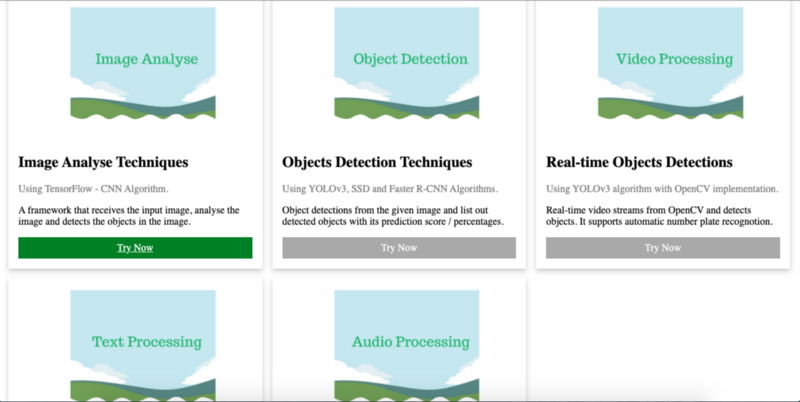 Image Analyse
Image Analyse Techniques
Using TensorFlow - CNN Algorithm.
A framework that receives the input image, analyse the
image and detects the objects in the image.
Try Now
Object Detection
Objects Detection Techniques
Using YOLOv3, SSD and Faster R-CNN Algorithms.
Object detections from the given image and list out
detected objects with its prediction score / percentages.
Try Now
Video Processing
Real-time Objects Detections
Using YOLOv3 algorithm with OpenCV implementation.
Real-time video streams from OpenCV and detects
objects. It supports automatic number plate recognotion.
Try Now
Text Processing
Audio Processing